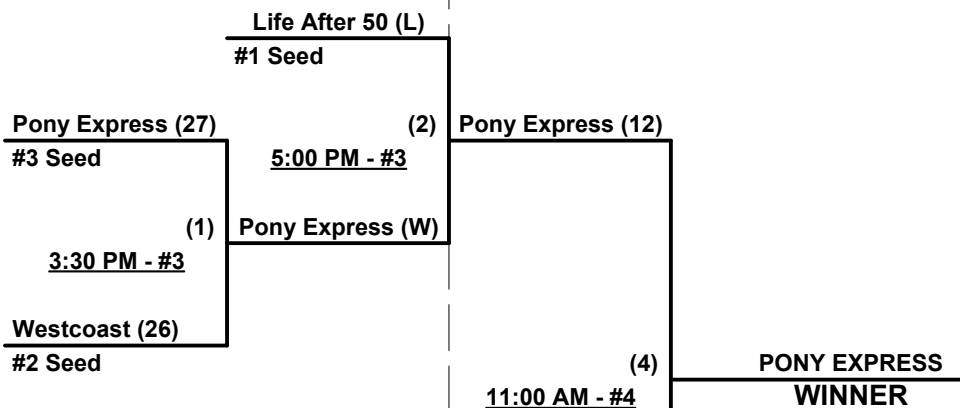 Life After 50 (L)
#1 Seed
Pony Express (27)
#3 Seed
(2)
5:00 PM - #3
Pony Express (12)
(1)
3:30 PM - #3
Pony Express (W)
Westcoast (26)
#2 Seed
(4)
11:00 AM - #4
PONY EXPRESS
WINNER